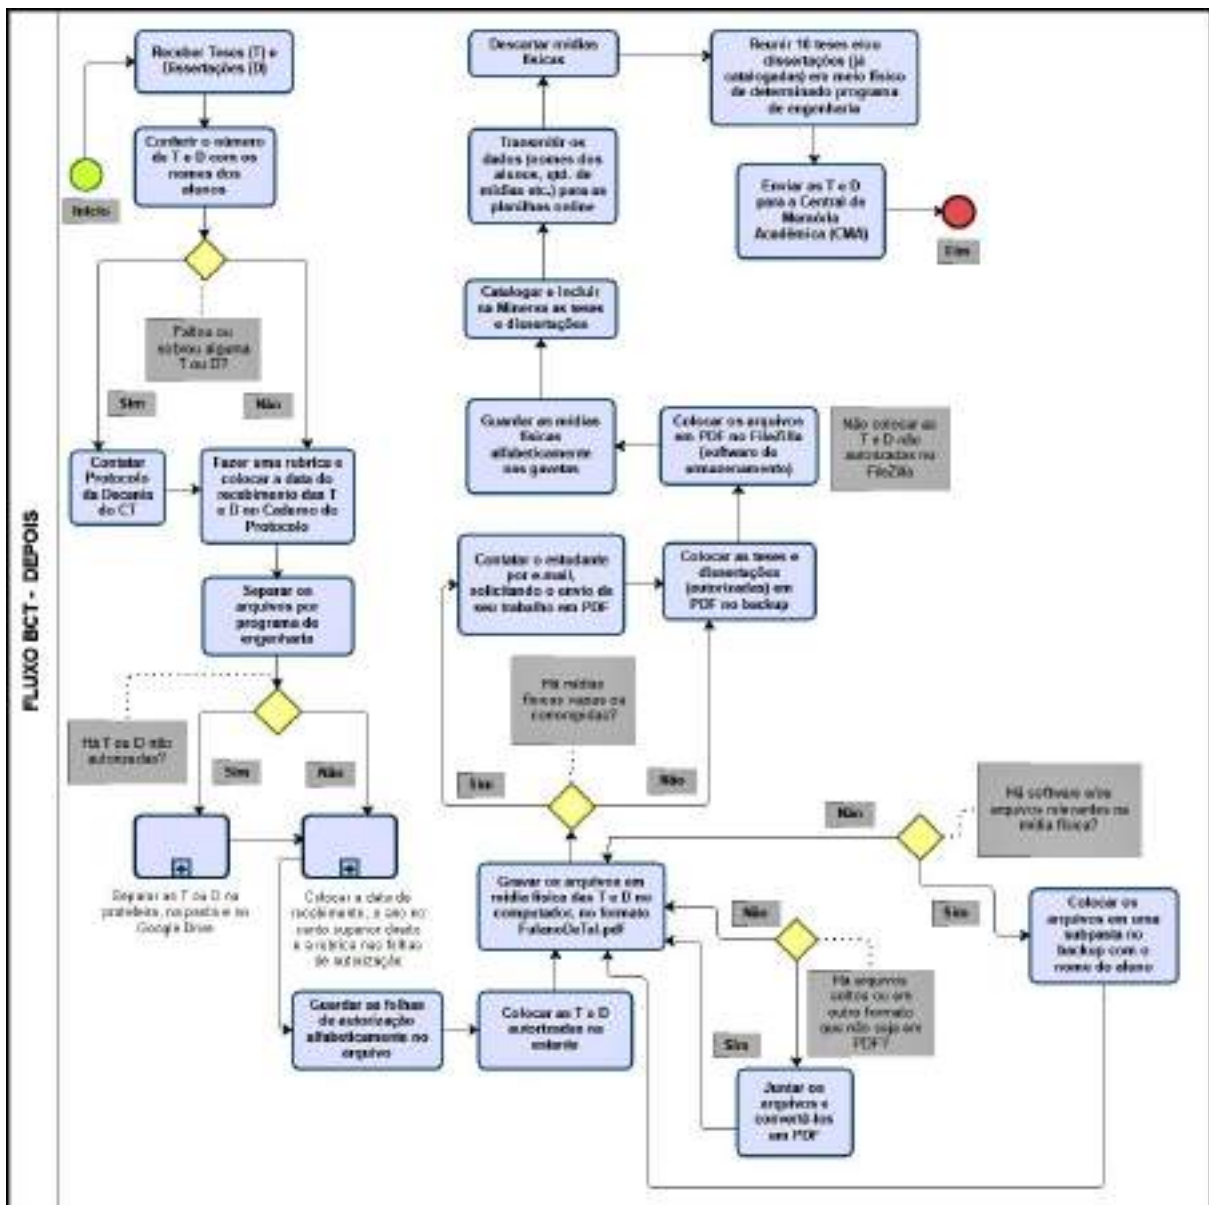 FLUXO BCT - DEPOIS
Início
Receber Teses (T) e
Dissertações (D)
Conferir o número
de T e D com os
nomes dos
alunos
Faltou ou
sobrou alguma
T ou D?
Sim
Não
Contatar
Protocolo
da Decania
do CT
Fazer uma rubrica e
colocar a data do
recebimento das T
e D no Caderno de
Protocolo
Separar os
arquivos por
programa de
engenharia
Há T ou D não
autorizadas?
Sim
Não
Separar as T ou D na
prateleira, na pasta e no
Google Drive
Colocar a data do
recebimento, o ano no
canto superior direito
e a rubrica nas folhas
de autorização
Guardar as folhas
de autorização
alfabeticamente no
arquivo
Colocar as T e D
autorizadas na
estante
Gravar os arquivos em
mídia física das T e D no
computador, no formato
FulanoDeTal.pdf
Não
Há arquivos
soltos ou em
outro formato
que não seja em
PDF?
Sim
Juntar os
arquivos e
convertê-los
em PDF
Há software e/ou
arquivos relevantes na
mídia física?
Não
Sim
Colocar os
arquivos em uma
subpasta no
backup com o
nome do aluno
Há mídias
físicas vazias ou
corrompidas?
Sim
Não
Contatar o estudante
por e-mail,
solicitando o envio de
seu trabalho em PDF
Colocar as teses e
dissertações
(autorizadas) em
PDF no backup
Colocar os arquivos
em PDF no FileZilla
(software de
armazenamento)
Não colocar as
T e D não
autorizadas no
FileZilla
Guardar as mídias
físicas
alfabeticamente
nas gavetas
Catalogar e incluir
na Minerva as teses
e dissertações
Transmitir os
dados (nomes dos
alunos, qtd. de
mídias etc.) para as
planilhas online
Descartar mídias
físicas
Reunir 10 teses e/ou
dissertações (já
catalogadas) em meio físico
de determinado programa
de engenharia
Enviar as T e D
para a Central de
Memória
Acadêmica (CMA)
Fim